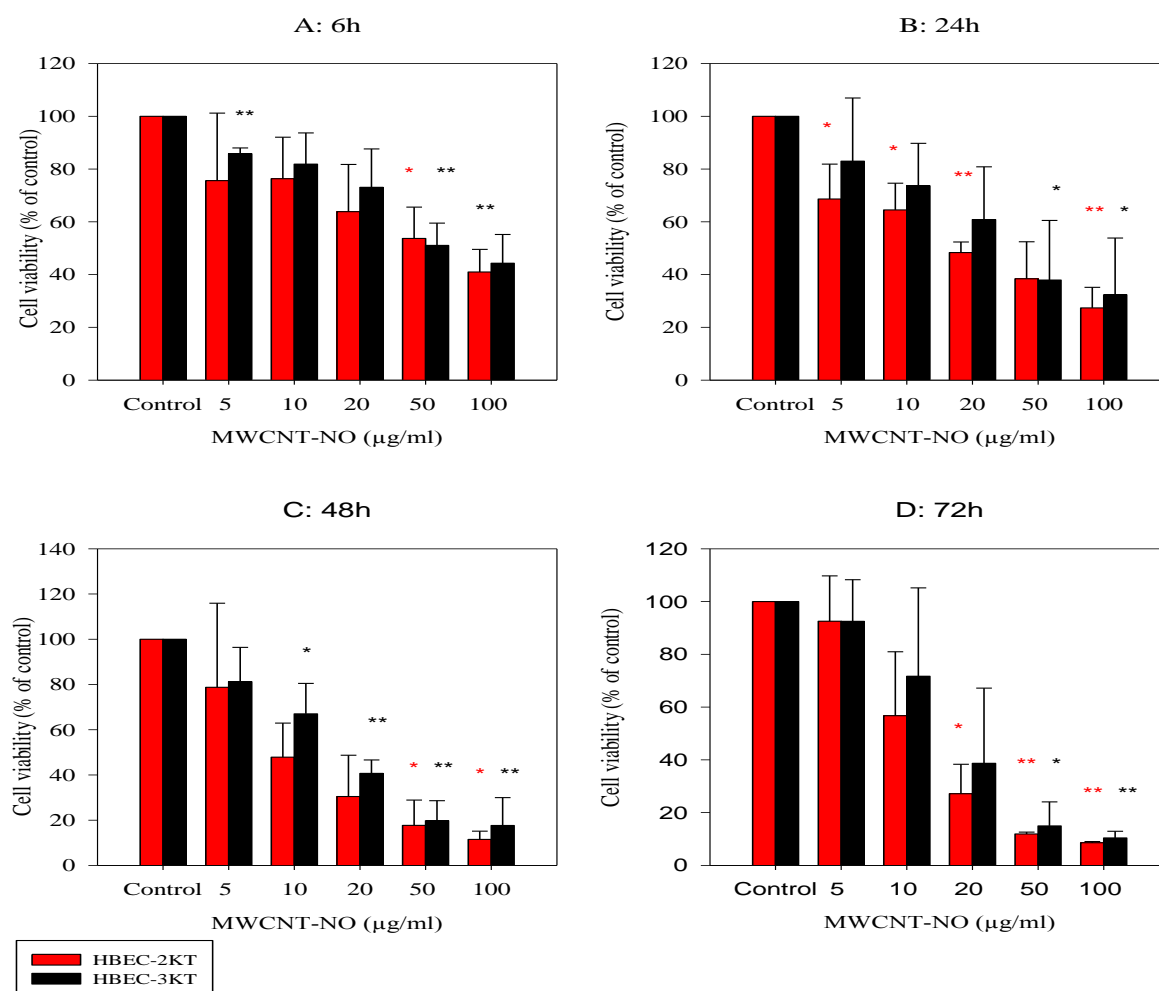 A: 6h
120
100
80
60
40
20
0
Cell viability (% of control)
**
*
**
**
Control 5 10 20 50 100
MWCNT-NO (µg/ml)
B: 24h
120
100
80
60
40
20
0
Cell viability (% of control)
*
*
**
*
**
*
Control 5 10 20 50 100
MWCNT-NO (µg/ml)
C: 48h
140
120
100
80
60
40
20
0
Cell viability (% of control)
*
**
*
**
*
**
Control 5 10 20 50 100
MWCNT-NO (µg/ml)
D: 72h
120
100
80
60
40
20
0
Cell viability (% of control)
*
**
*
**
**
Control 5 10 20 50 100
MWCNT-NO (µg/ml)
HBEC-2KT
HBEC-3KT